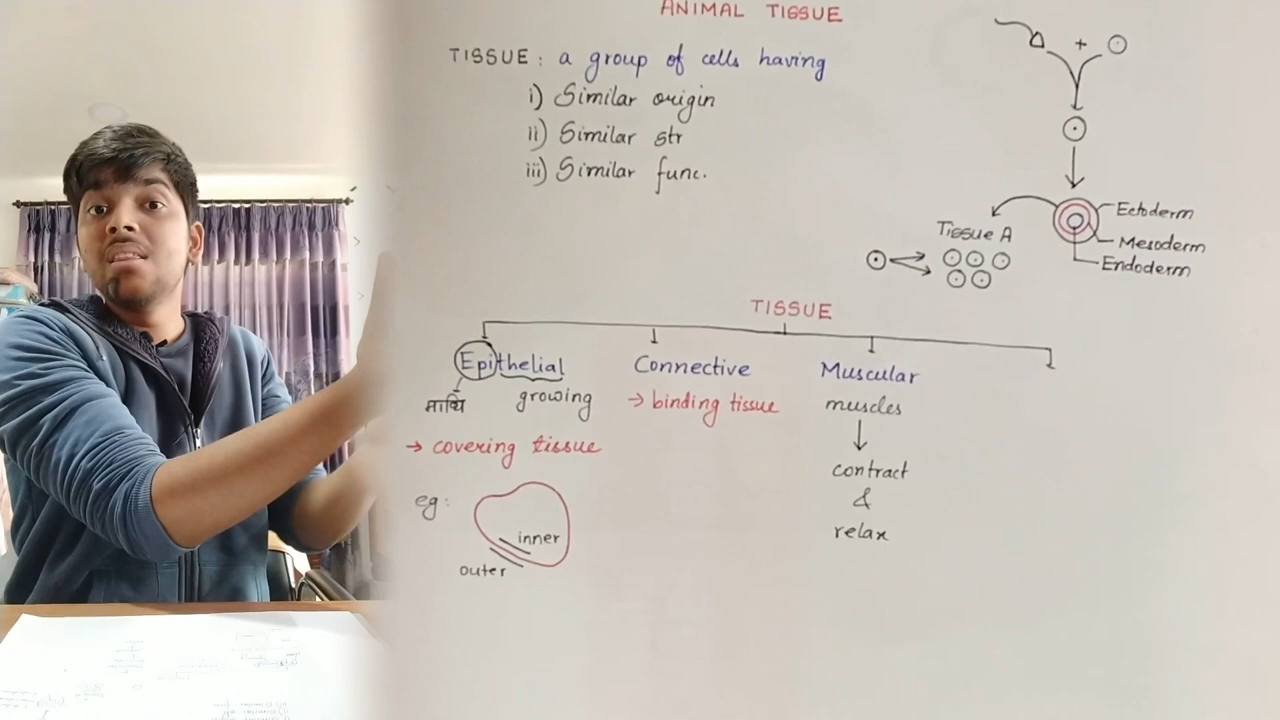 ANIMAL TISSUE
TISSUE: a group of cells having
i) Similar origin
ii) Similar str
iii) Similar func.
+
Ectoderm
Mesoderm
Endoderm
Tissue A
TISSUE
Epithelial
Connective
Muscular
माथि
growing
→ binding tissue
muscles
→ covering tissue
contract
&
relax
eg:
inner
outer